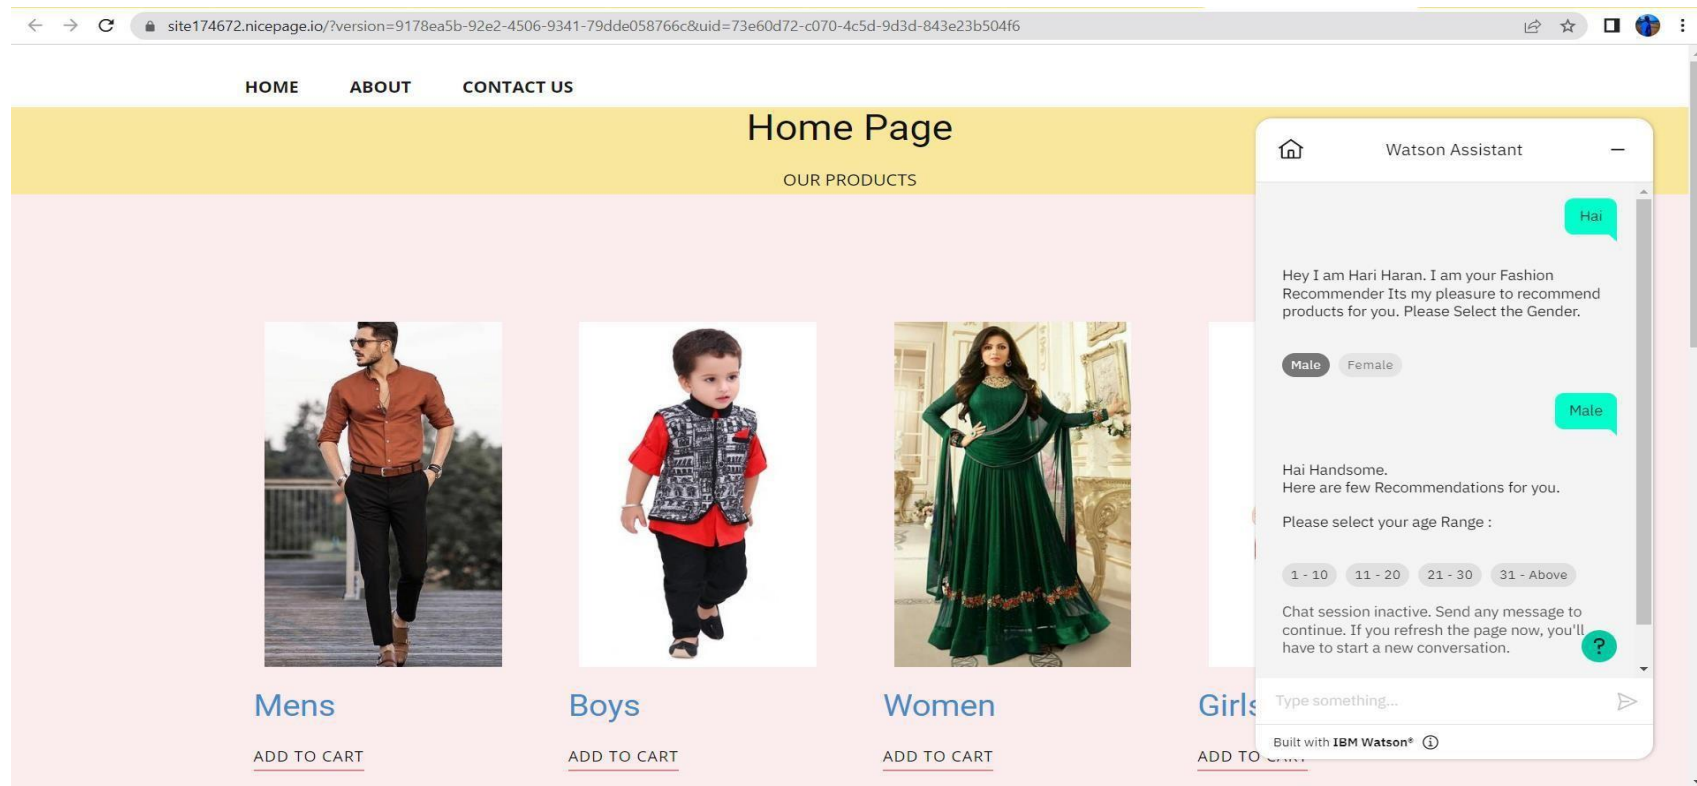 site174672.nicepage.io/?version=9178ea5b-92e2-4506-9341-79dde058766c&uid=73e60d72-c070-4c5d-9d3d-843e23b504f6
HOME ABOUT CONTACT US
Home Page
OUR PRODUCTS
Mens
ADD TO CART
Boys
ADD TO CART
Women
ADD TO CART
Girls
ADD TO CART
Watson Assistant
Hai
Hey I am Hari Haran. I am your Fashion
Recommender Its my pleasure to recommend
products for you. Please Select the Gender.
Male Female
Male
Hai Handsome.
Here are few Recommendations for you.
Please select your age Range :
1 - 10 11 - 20 21 - 30 31 - Above
Chat session inactive. Send any message to
continue. If you refresh the page now, you'll
have to start a new conversation.
?
Type something...
Built with IBM Watson®